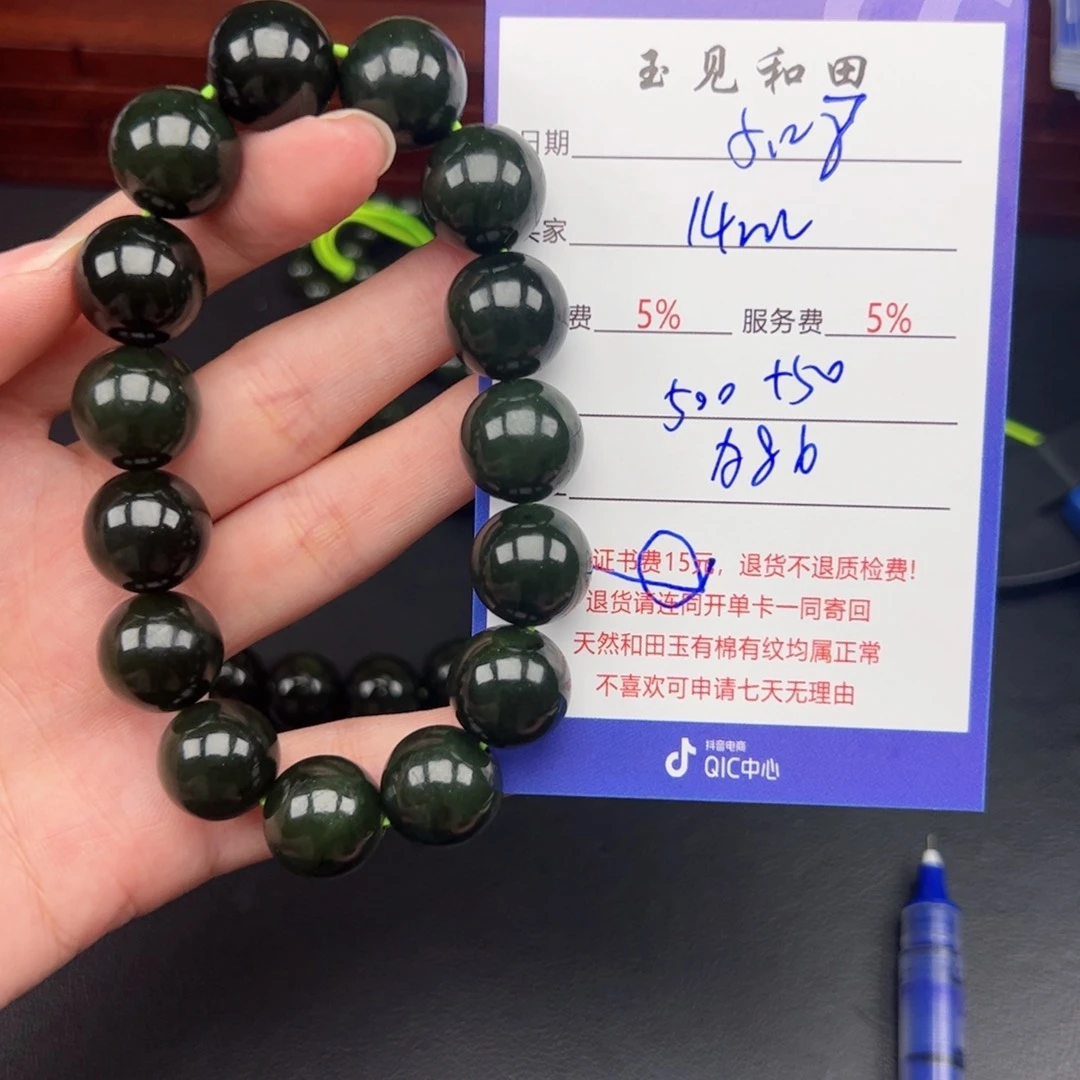 玉见和田
日期
家 14m
费 5% 服务费 5%
500 +50
证书费15元，退货不退质检费!
退货请连同开单卡一同寄回
天然和田玉有棉有纹均属正常
不喜欢可申请七天无理由
抖音电商
QIC中心